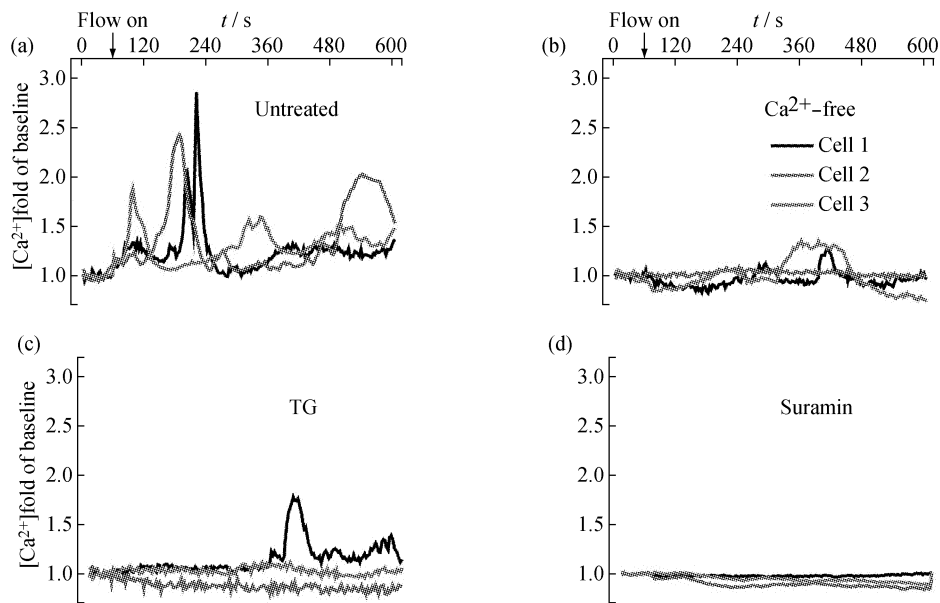 Flow on t / s
(a) 0 120 240 360 480 600
3.0
2.5
2.0
1.5
1.0
[Ca2+]fold of baseline
Untreated
Flow on t / s
(b) 0 120 240 360 480 600
3.0
2.5
2.0
1.5
1.0
Ca2+-free
Cell 1
Cell 2
Cell 3
(c)
3.0
2.5
2.0
1.5
1.0
[Ca2+]fold of baseline
TG
(d)
3.0
2.5
2.0
1.5
1.0
Suramin